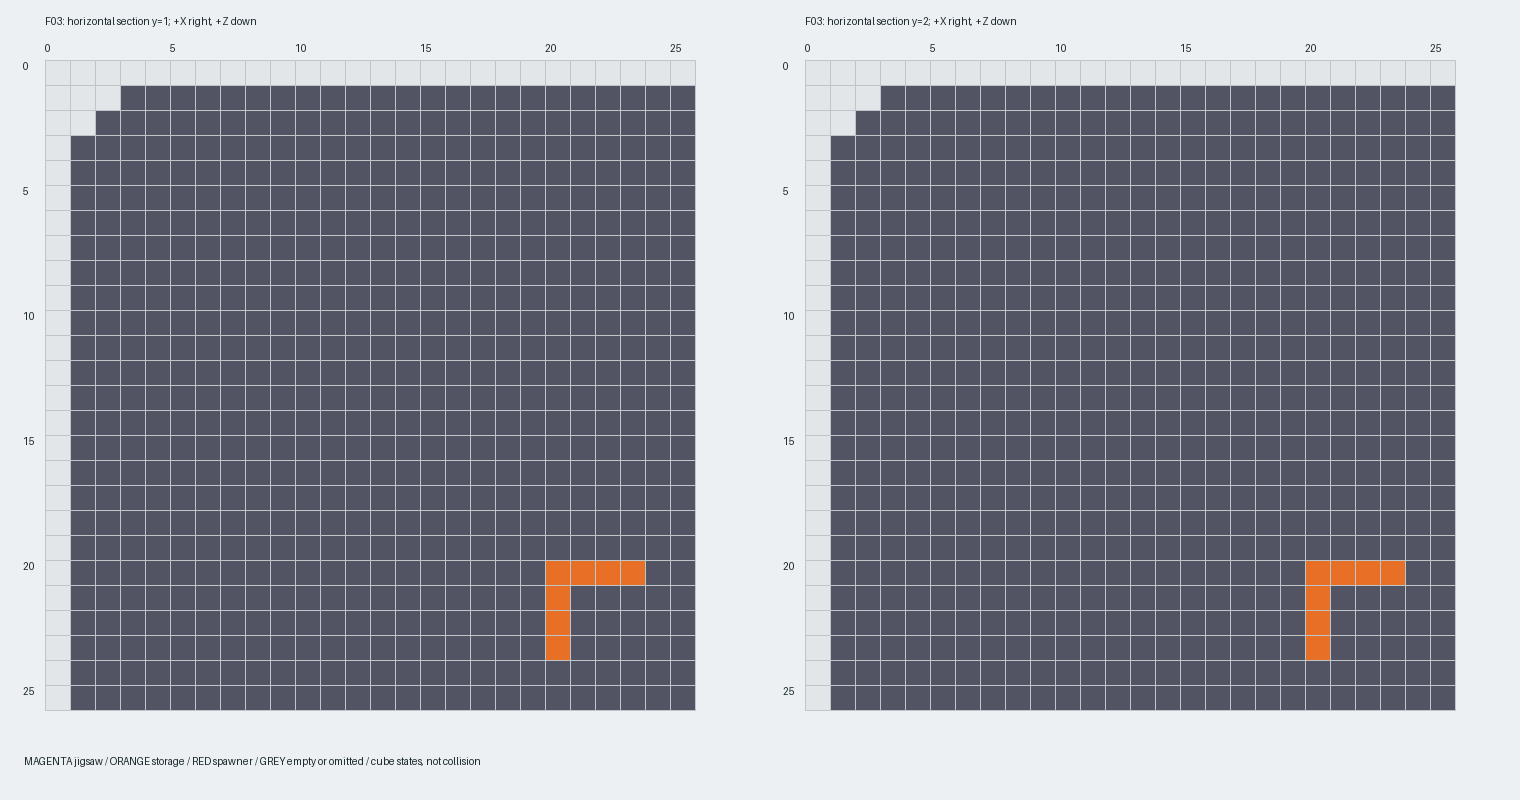 F03: horizontal section y=1; +X right, +Z down
F03: horizontal section y=2; +X right, +Z down
0 5 10 15 20 25
0 5 10 15 20 25
0
5
10
15
20
25
0
5
10
15
20
25
MAGENTA jigsaw / ORANGE storage / RED spawner / GREY empty or omitted / cube states, not collision